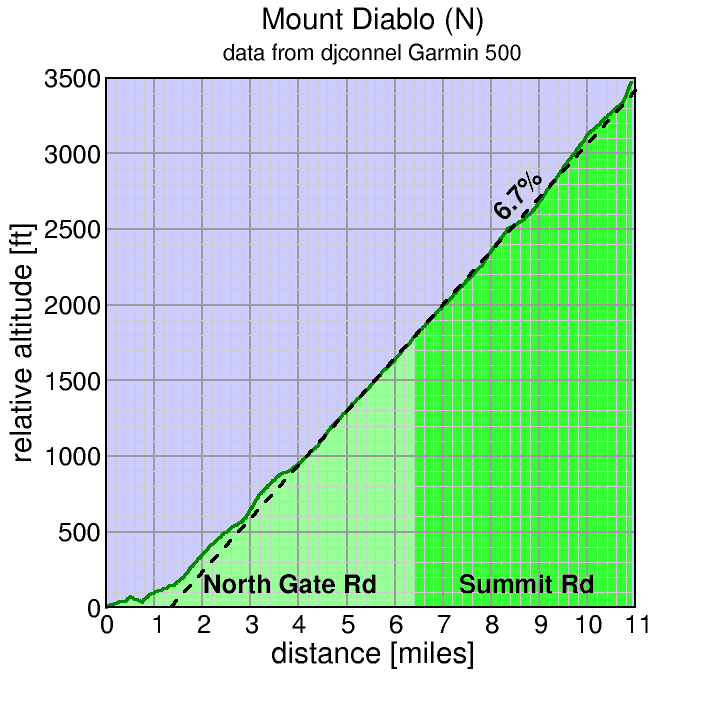 Mount Diablo (N)
data from djconnel Garmin 500
3500
3000
2500
2000
1500
1000
500
0
relative altitude [ft]
6.7%
North Gate Rd
Summit Rd
0 1 2 3 4 5 6 7 8 9 10 11
distance [miles]